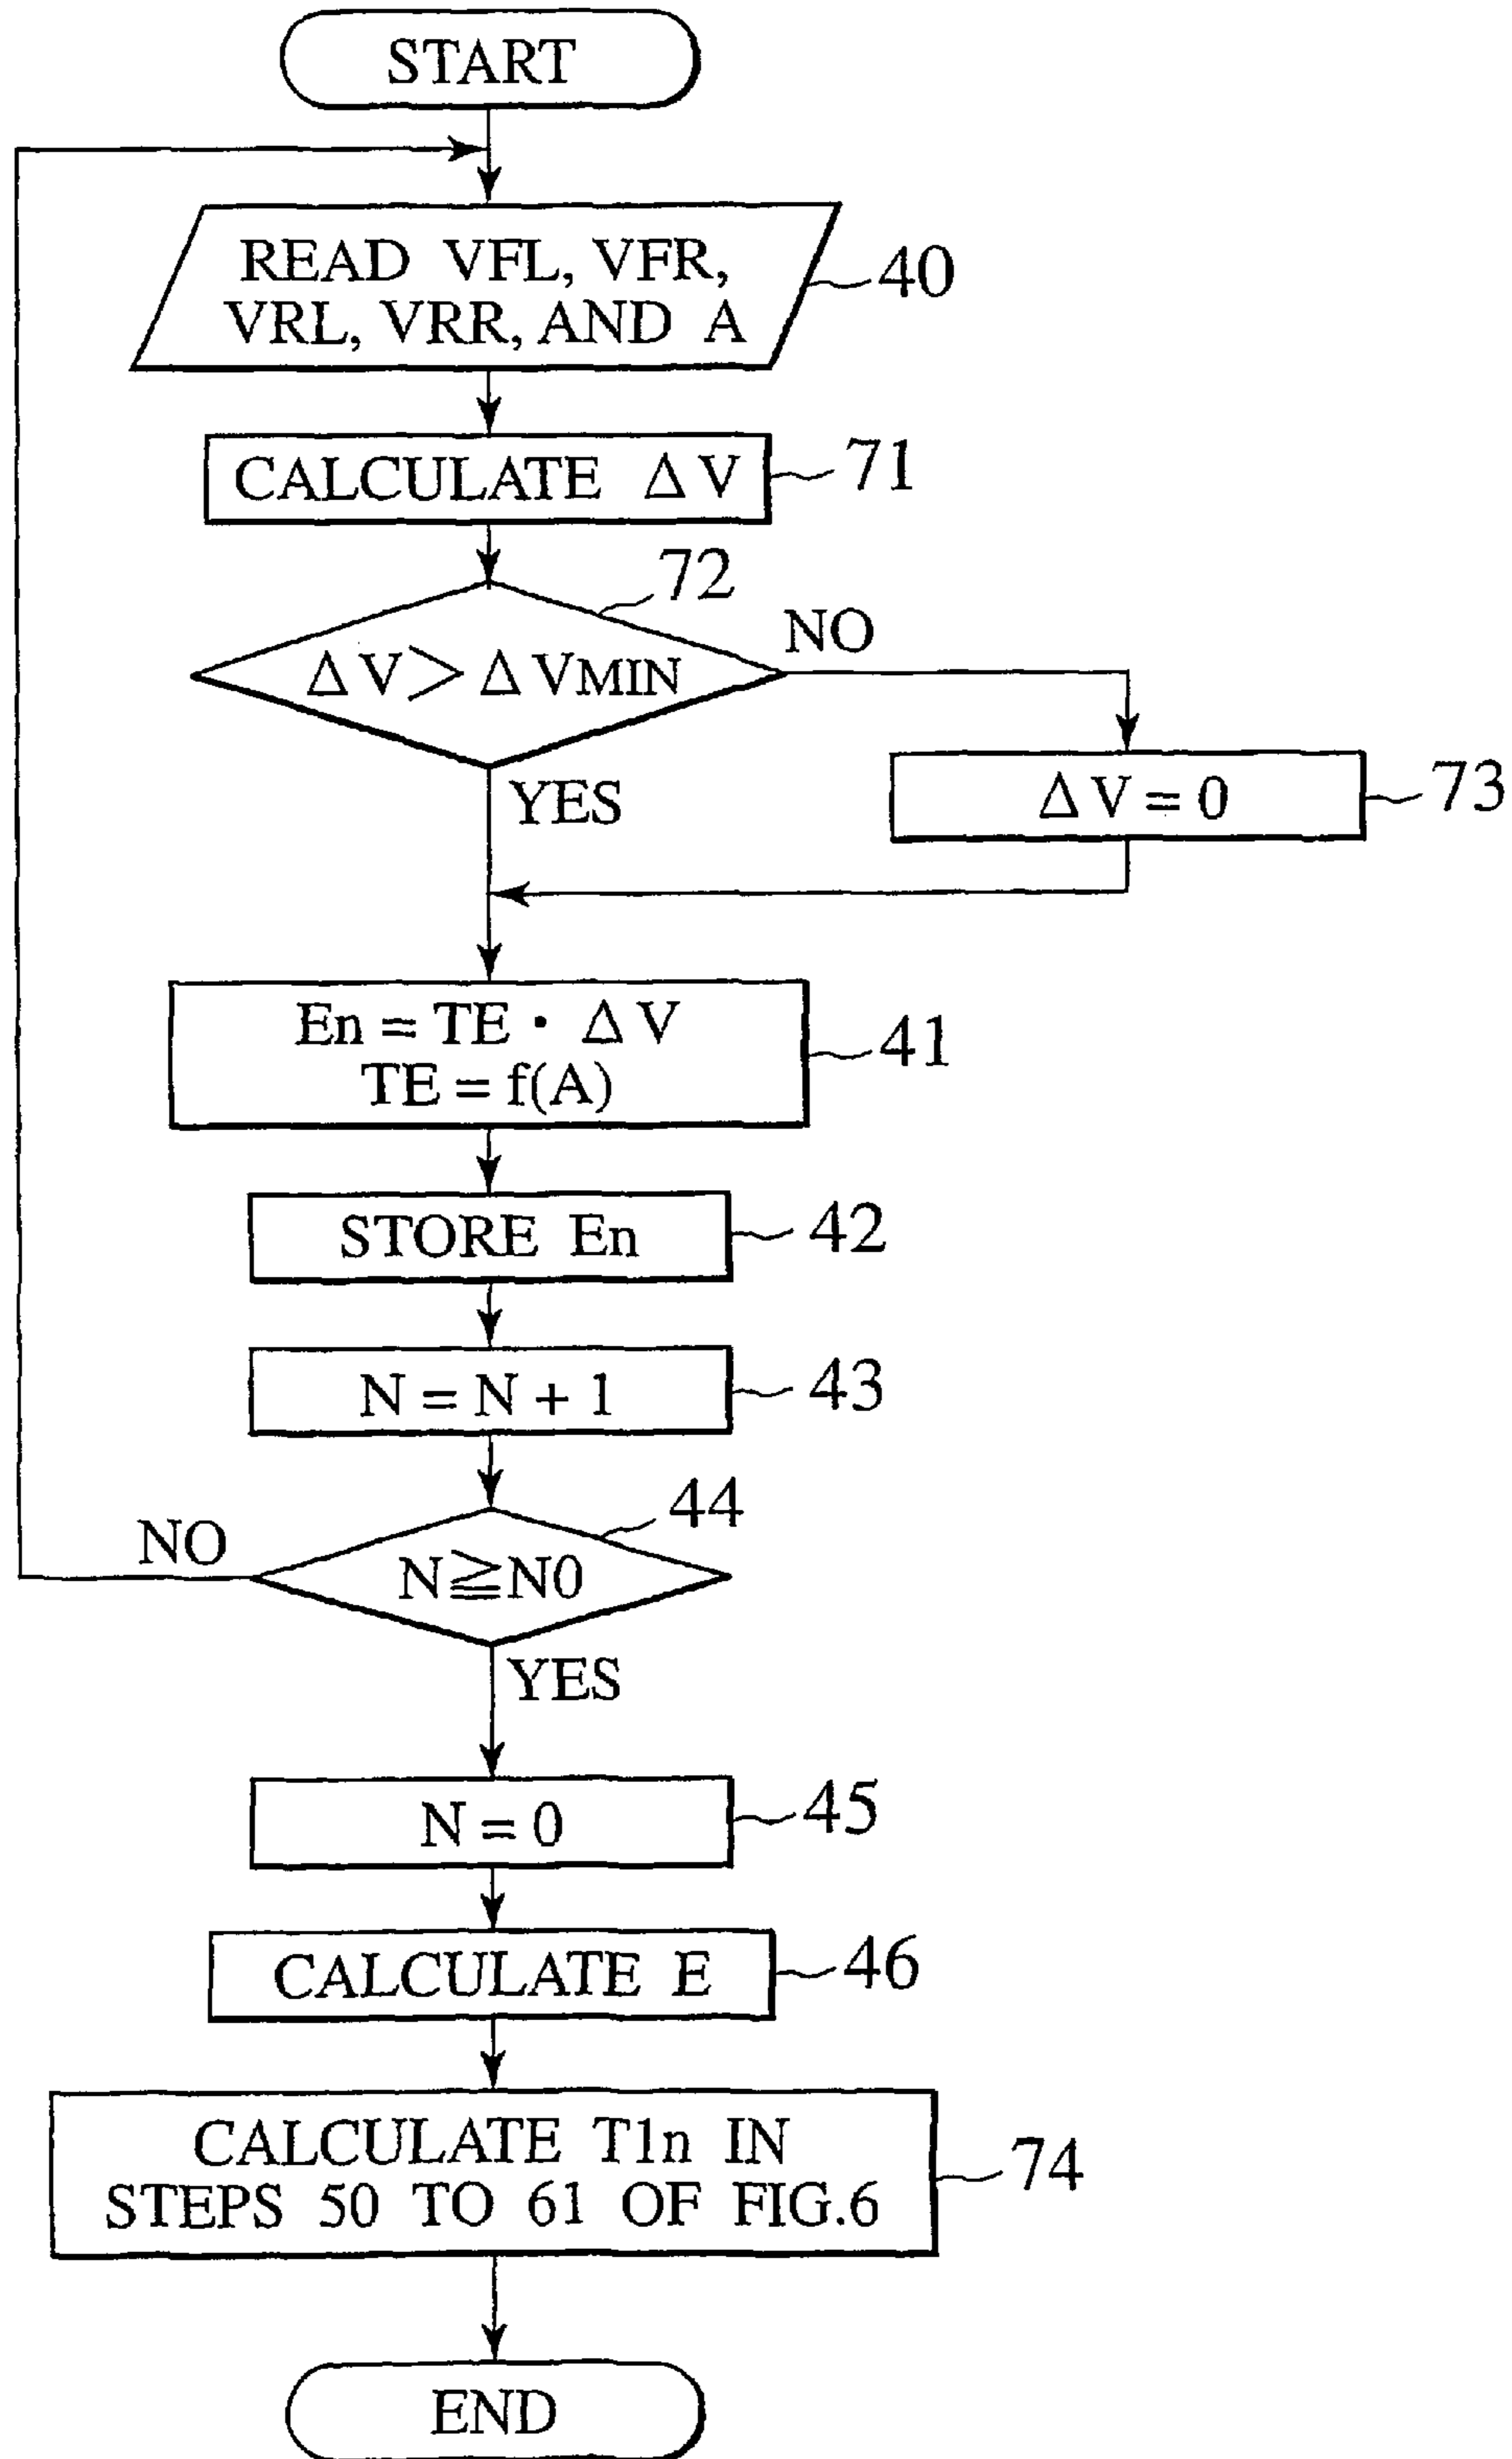 START
READ VFL, VFR,
VRL, VRR, AND A
40
CALCULATE ΔV
71
72
ΔV>ΔVMIN
NO
YES
ΔV = 0
73
En = TE · ΔV
TE = f(A)
41
STORE En
42
N = N + 1
43
44
N≧N0
NO
YES
N = 0
45
CALCULATE E
46
CALCULATE T1n IN
STEPS 50 TO 61 OF FIG.6
74
END